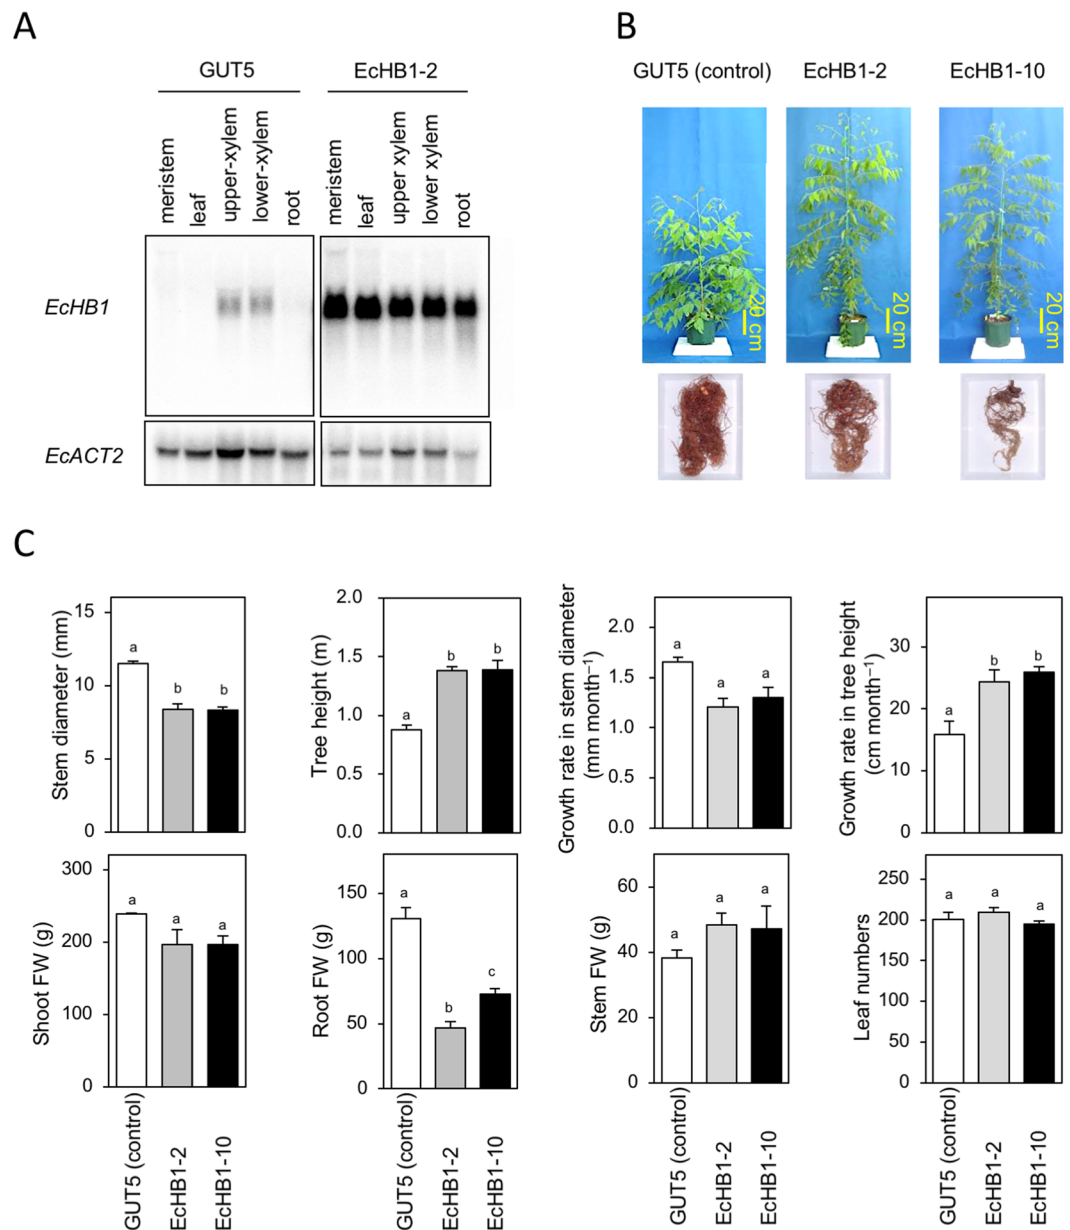 A
GUT5
EcHB1-2
meristem
leaf
upper-xylem
lower-xylem
root
meristem
leaf
upper xylem
lower xylem
root
EcHB1
EcACT2
B
GUT5 (control)
EcHB1-2
EcHB1-10
20 cm
20 cm
20 cm
C
Stem diameter (mm)
15
10
5
0
a
b
b
Tree height (m)
2.0
1.5
1.0
0.5
0.0
a
b
b
Growth rate in stem diameter
(mm month⁻¹)
2.0
1.5
1.0
0.5
0.0
a
a
a
Growth rate in tree height
(cm month⁻¹)
30
20
10
0
a
b
b
Shoot FW (g)
300
200
100
0
a
a
a
GUT5 (control)
EcHB1-2
EcHB1-10
Root FW (g)
150
100
50
0
a
b
c
GUT5 (control)
EcHB1-2
EcHB1-10
Stem FW (g)
60
40
20
0
a
a
a
GUT5 (control)
EcHB1-2
EcHB1-10
Leaf numbers
250
200
150
100
50
0
a
a
a
GUT5 (control)
EcHB1-2
EcHB1-10